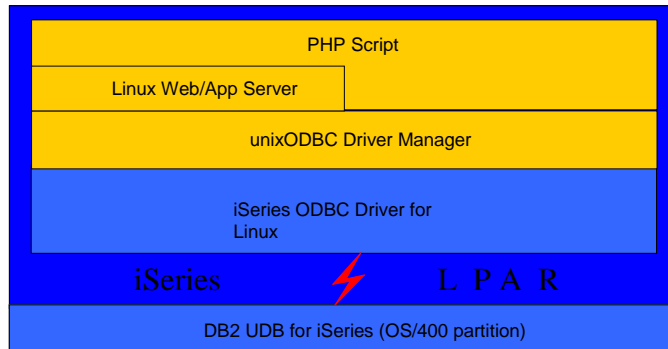 PHP Script
Linux Web/App Server
unixODBC Driver Manager
iSeries ODBC Driver for
Linux
iSeries L P A R
DB2 UDB for iSeries (OS/400 partition)